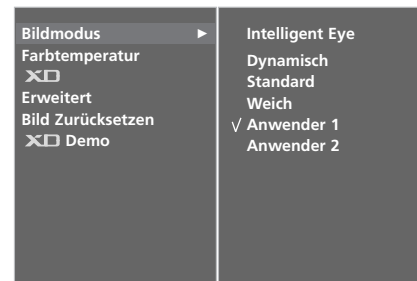 Bildmodus ►
Farbtemperatur
XD
Erweitert
Bild Zurücksetzen
XD Demo
Intelligent Eye
Dynamisch
Standard
Weich
√ Anwender 1
Anwender 2